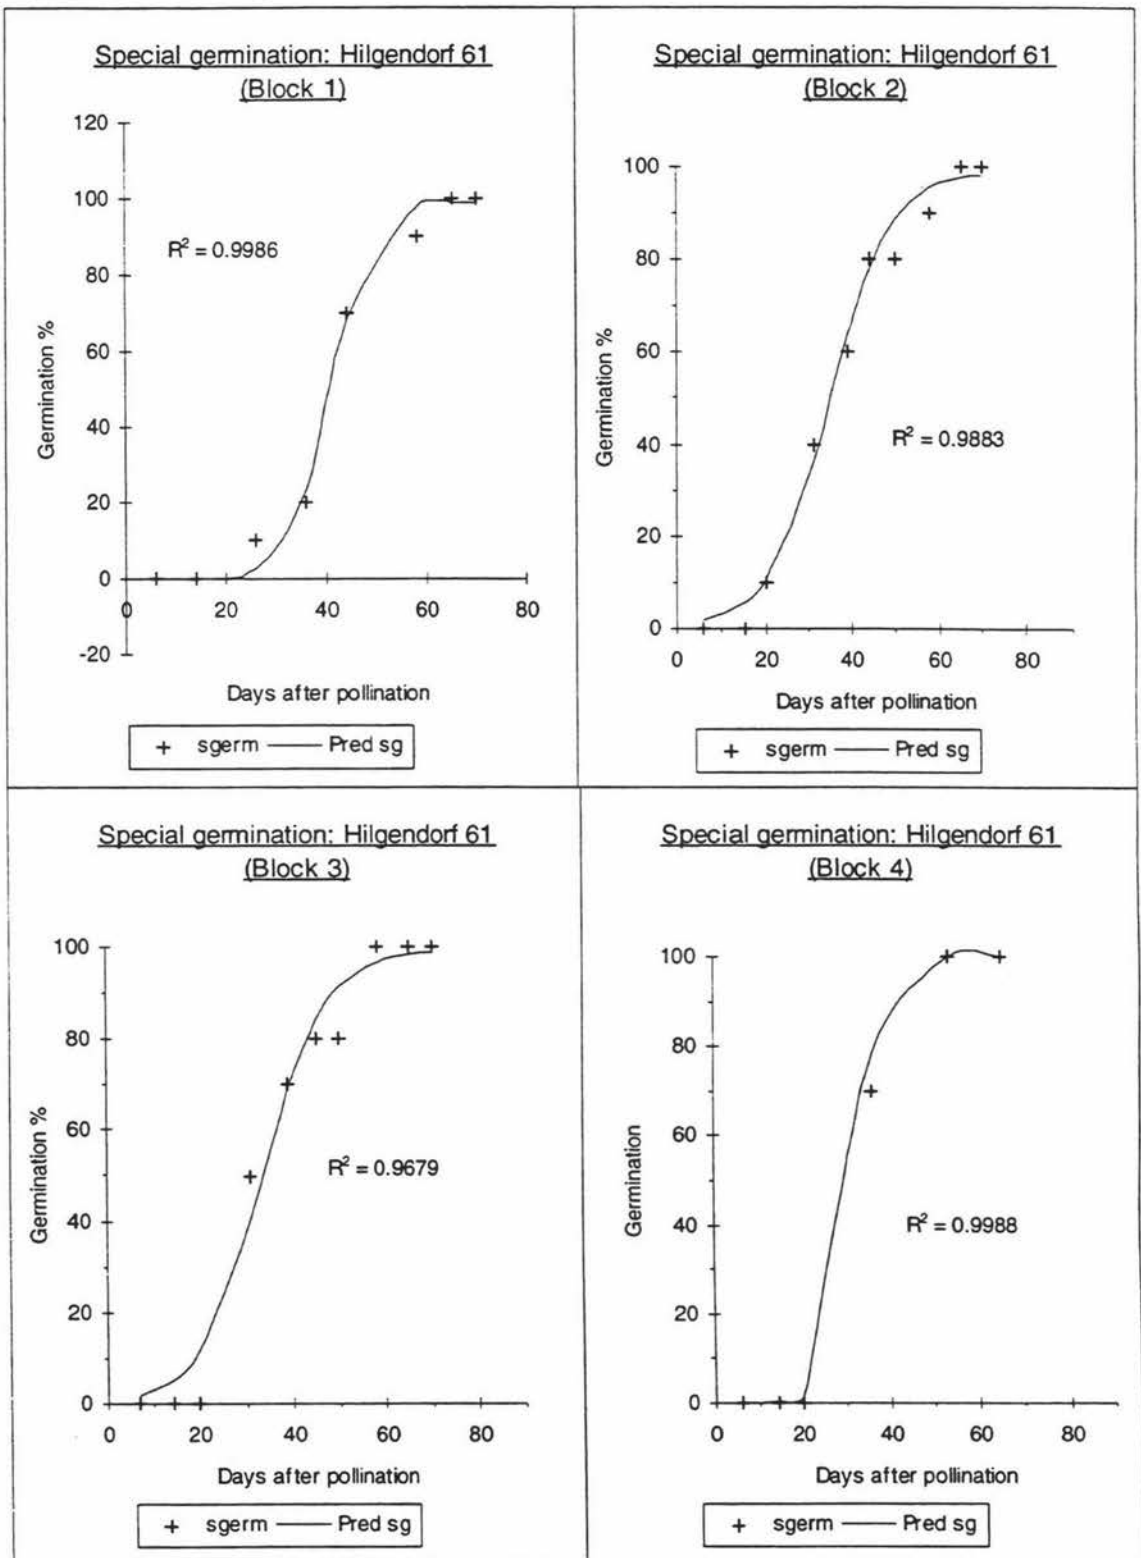 Special germination: Hilgendorf 61
(Block 1)
120
100
80
60
40
20
0
-20
0
20
40
60
80
Germination %
R² = 0.9986
Days after pollination
+ sgerm —— Pred sg
Special germination: Hilgendorf 61
(Block 2)
100
80
60
40
20
0
0
20
40
60
80
Germination %
R² = 0.9883
Days after pollination
+ sgerm —— Pred sg
Special germination: Hilgendorf 61
(Block 3)
100
80
60
40
20
0
0
20
40
60
80
Germination %
R² = 0.9679
Days after pollination
+ sgerm —— Pred sg
Special germination: Hilgendorf 61
(Block 4)
100
80
60
40
20
0
0
20
40
60
80
Germination
R² = 0.9988
Days after pollination
+ sgerm —— Pred sg